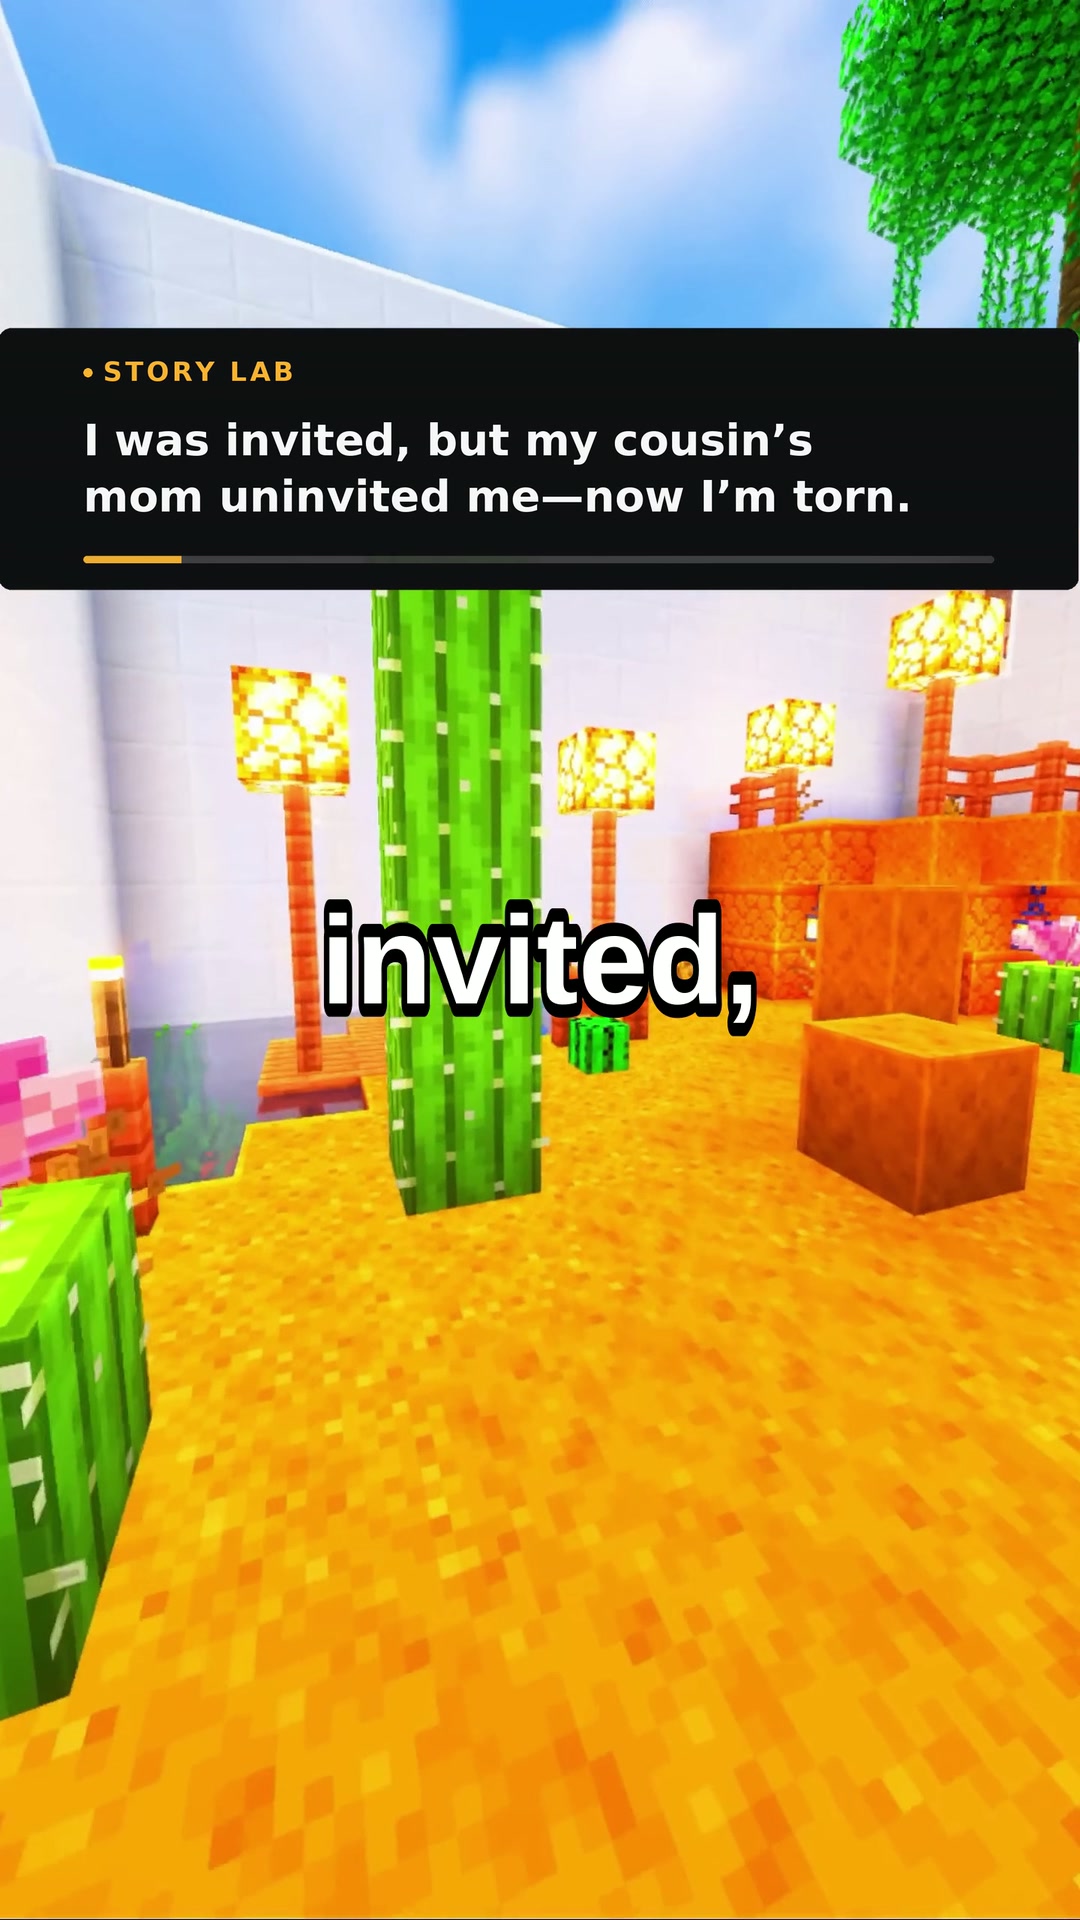 • STORY LAB
I was invited, but my cousin’s
mom uninvited me—now I’m torn.
invited,